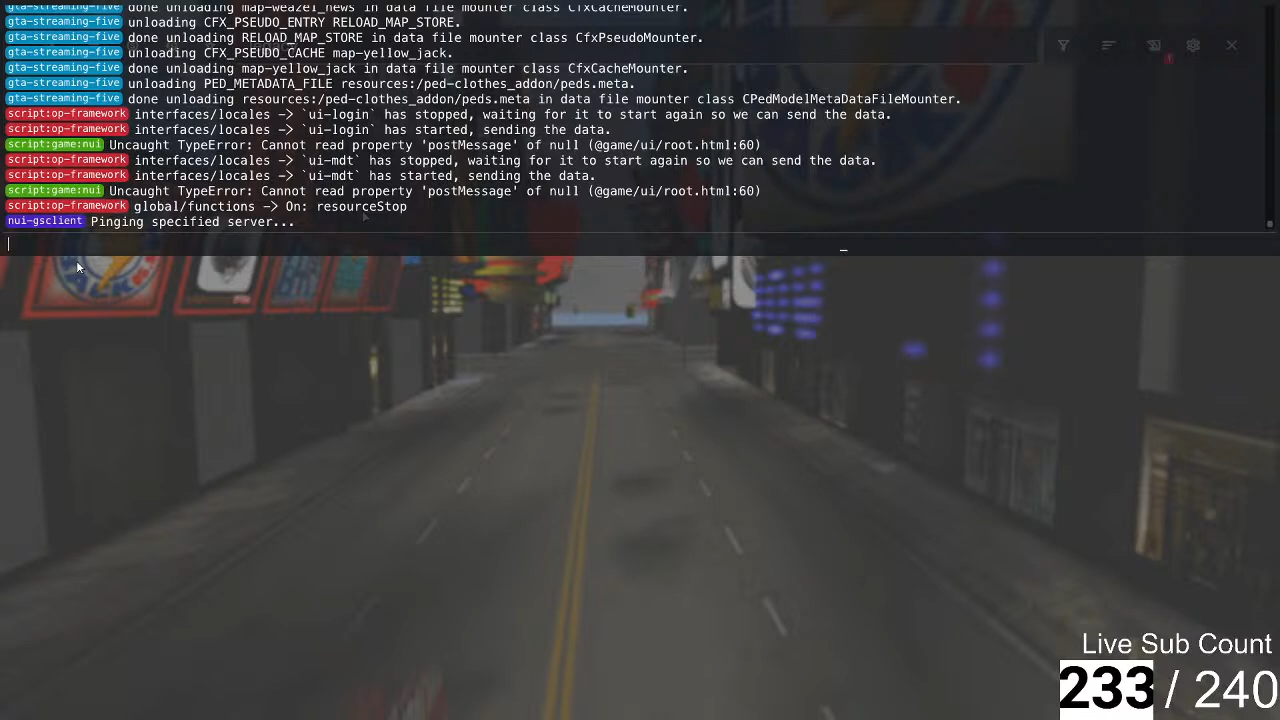 gta-streaming-five done unloading map-weazel_news in data file mounter class CfxCacheMounter.
gta-streaming-five unloading CFX_PSEUDO_ENTRY RELOAD_MAP_STORE.
gta-streaming-five done unloading RELOAD_MAP_STORE in data file mounter class CfxPseudoMounter.
gta-streaming-five unloading CFX_PSEUDO_CACHE map-yellow_jack.
gta-streaming-five done unloading map-yellow_jack in data file mounter class CfxCacheMounter.
gta-streaming-five unloading PED_METADATA_FILE resources:/ped-clothes_addon/peds.meta.
gta-streaming-five done unloading resources:/ped-clothes_addon/peds.meta in data file mounter class CPedModelMetaDataFileMounter.
script:op-framework interfaces/locales -> `ui-login` has stopped, waiting for it to start again so we can send the data.
script:op-framework interfaces/locales -> `ui-login` has started, sending the data.
script:game:nui Uncaught TypeError: Cannot read property 'postMessage' of null (@game/ui/root.html:60)
script:op-framework interfaces/locales -> `ui-mdt` has stopped, waiting for it to start again so we can send the data.
script:op-framework interfaces/locales -> `ui-mdt` has started, sending the data.
script:game:nui Uncaught TypeError: Cannot read property 'postMessage' of null (@game/ui/root.html:60)
script:op-framework global/functions -> On: resourceStop
nui-gsclient Pinging specified server...
Live Sub Count
233 / 240